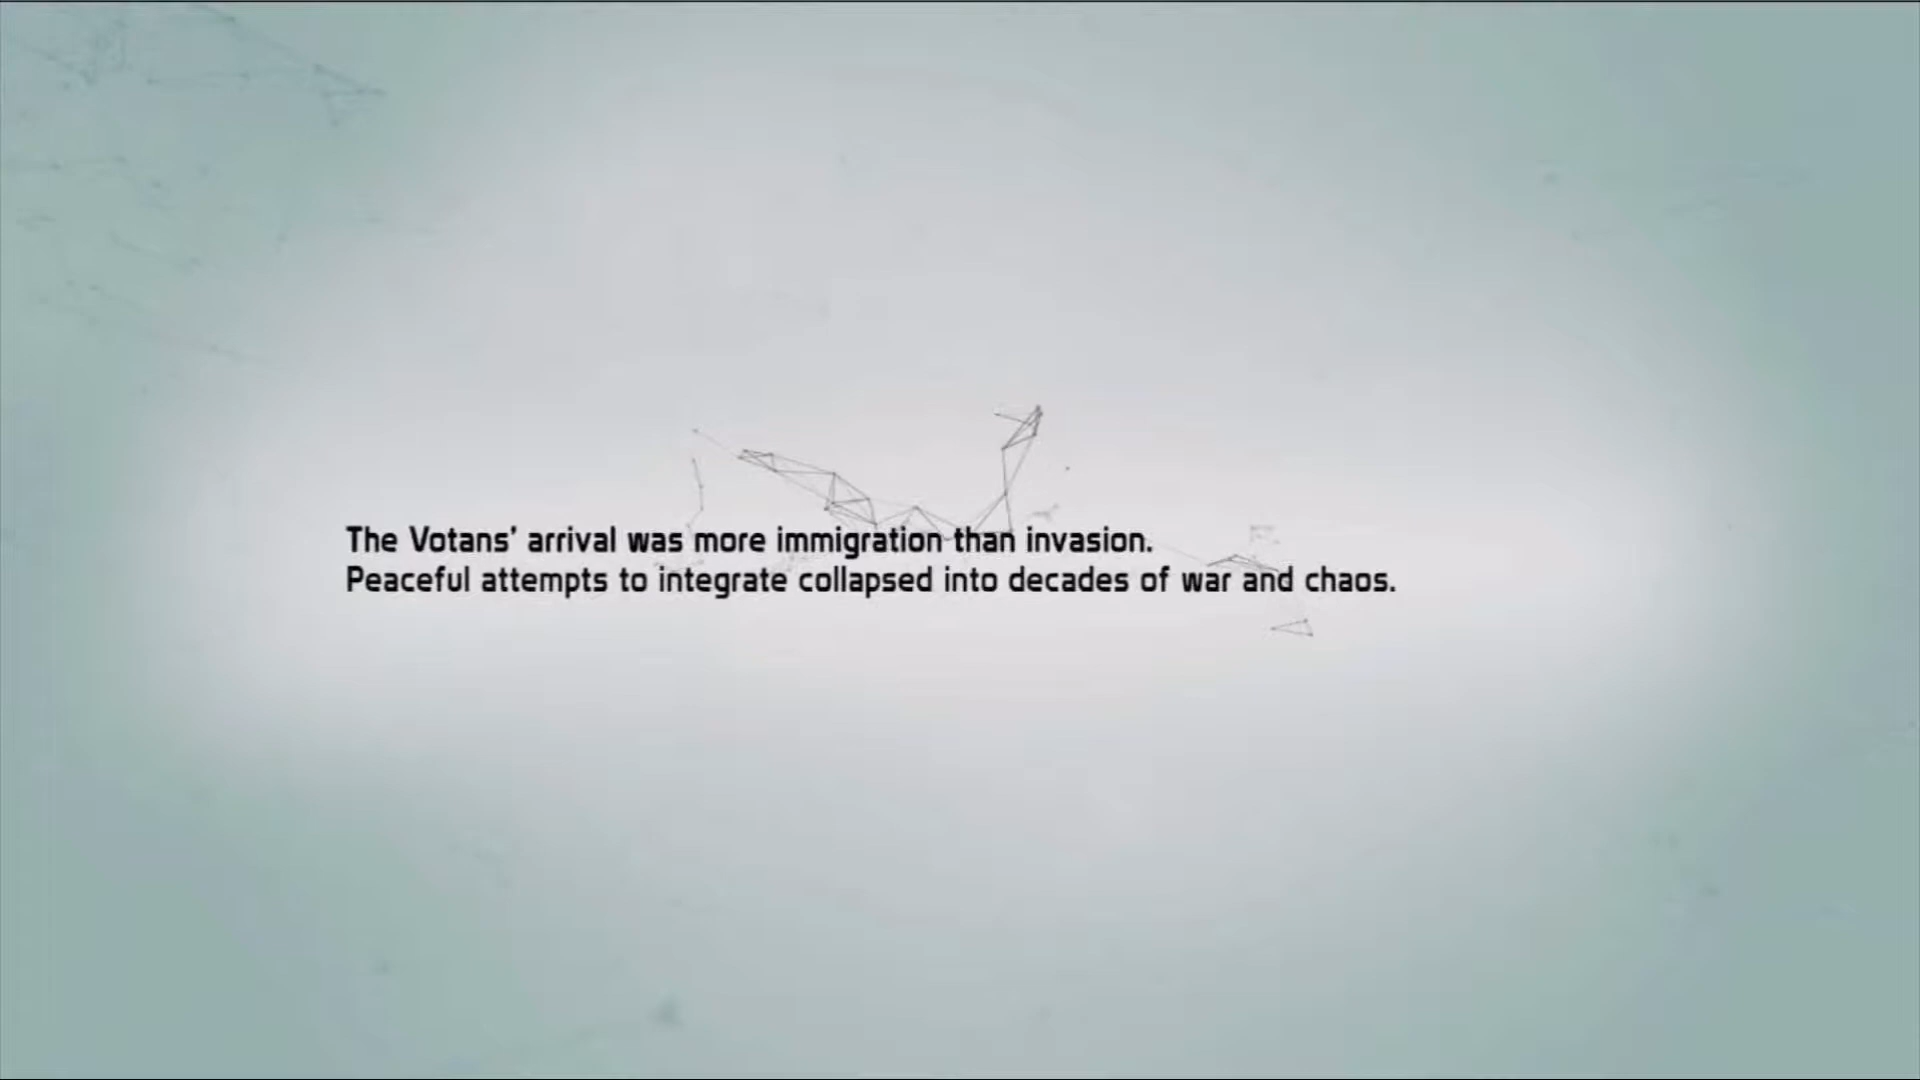 The Votans’ arrival was more immigration than invasion.
Peaceful attempts to integrate collapsed into decades of war and chaos.